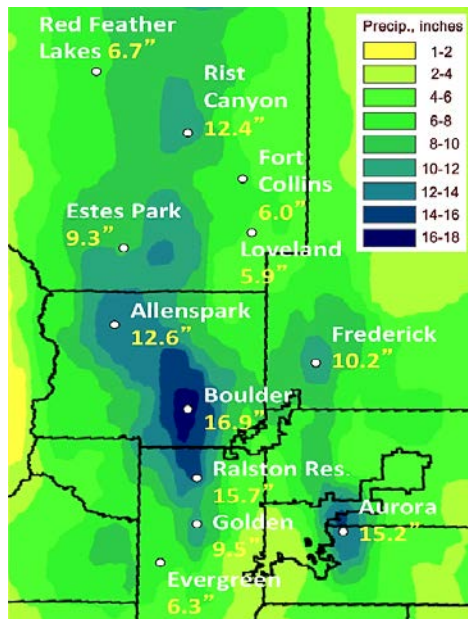 Red Feather
Lakes 6.7”
Rist
Canyon
12.4”
Fort
Collins
6.0”
Estes Park
9.3”
Loveland
5.9”
Allenspark
12.6”
Frederick
10.2”
Boulder
16.9”
Ralston Res.
15.7”
Golden
9.5”
Aurora
15.2”
Evergreen
6.3”
Precip., inches
1-2
2-4
4-6
6-8
8-10
10-12
12-14
14-16
16-18